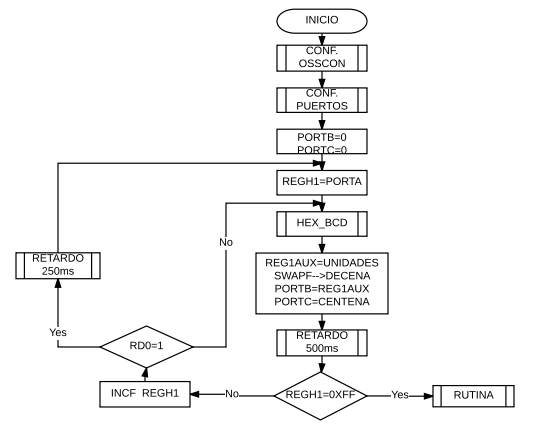 INICIO
CONF.
OSSCON
CONF.
PUERTOS
PORTB=0
PORTC=0
REGH1=PORTA
HEX_BCD
No
RETARDO
250ms
REG1AUX=UNIDADES
SWAPF-->DECENA
PORTB=REG1AUX
PORTC=CENTENA
Yes
RD0=1
RETARDO
500ms
INCF REGH1
No
REGH1=0XFF
Yes
RUTINA